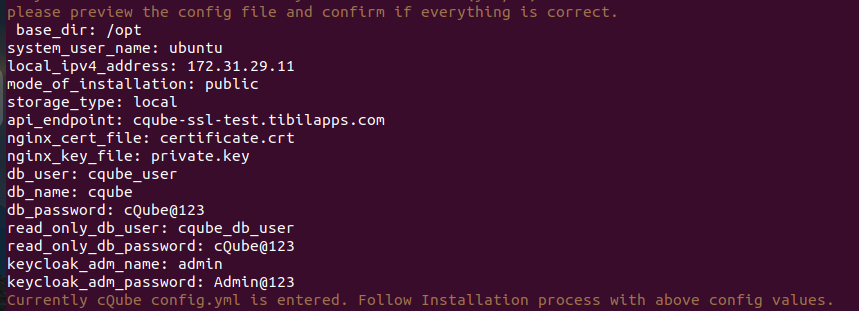 please preview the config file and confirm if everything is correct.
base_dir: /opt
system_user_name: ubuntu
local_ipv4_address: 172.31.29.11
mode_of_installation: public
storage_type: local
api_endpoint: cqube-ssl-test.tibilapps.com
nginx_cert_file: certificate.crt
nginx_key_file: private.key
db_user: cqube_user
db_name: cqube
db_password: cQube@123
read_only_db_user: cqube_db_user
read_only_db_password: cQube@123
keycloak_adm_name: admin
keycloak_adm_password: Admin@123
Currently cQube config.yml is entered. Follow Installation process with above config values.